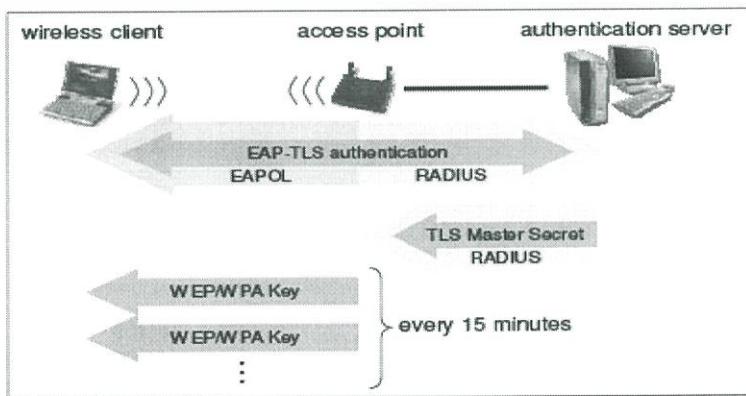 wireless client
access point
authentication server
EAP-TLS authentication
EAPOL
RADIUS
TLS Master Secret
RADIUS
WEP/WPA Key
WEP/WPA Key
every 15 minutes